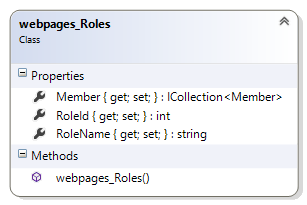 webpages_Roles
Class
Properties
Member { get; set; } : ICollection<Member>
RoleId { get; set; } : int
RoleName { get; set; } : string
Methods
webpages_Roles()